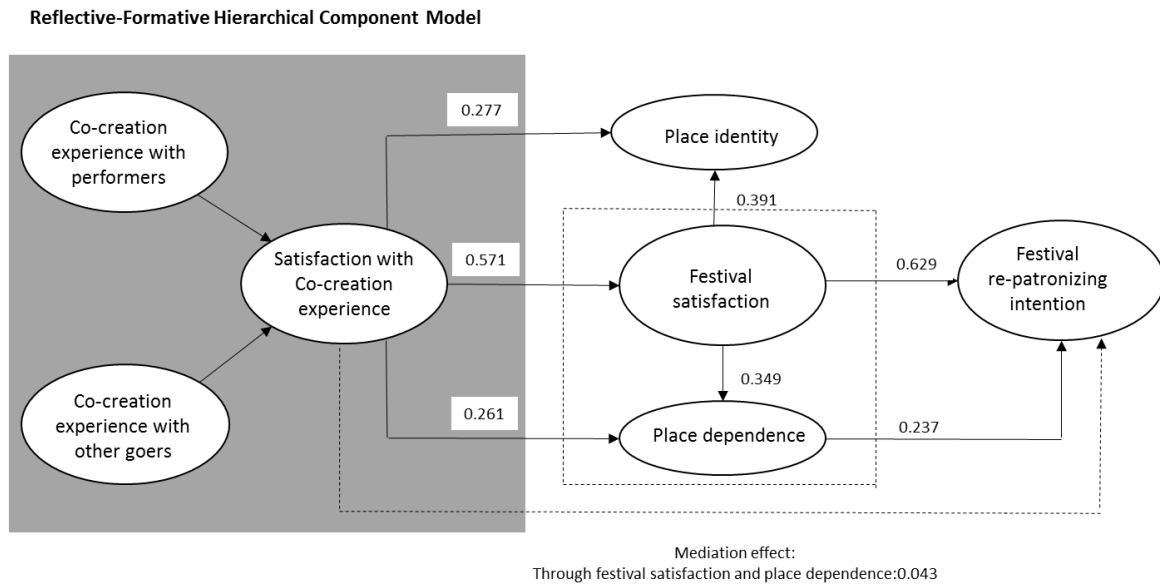 Reflective-Formative Hierarchical Component Model
Co-creation
experience with
performers
0.277
Place identity
0.391
Satisfaction with
Co-creation
experience
0.571
Festival
satisfaction
0.629
Festival
re-patronizing
intention
0.349
Co-creation
experience with
other goers
0.261
Place dependence
0.237
Mediation effect:
Through festival satisfaction and place dependence:0.043